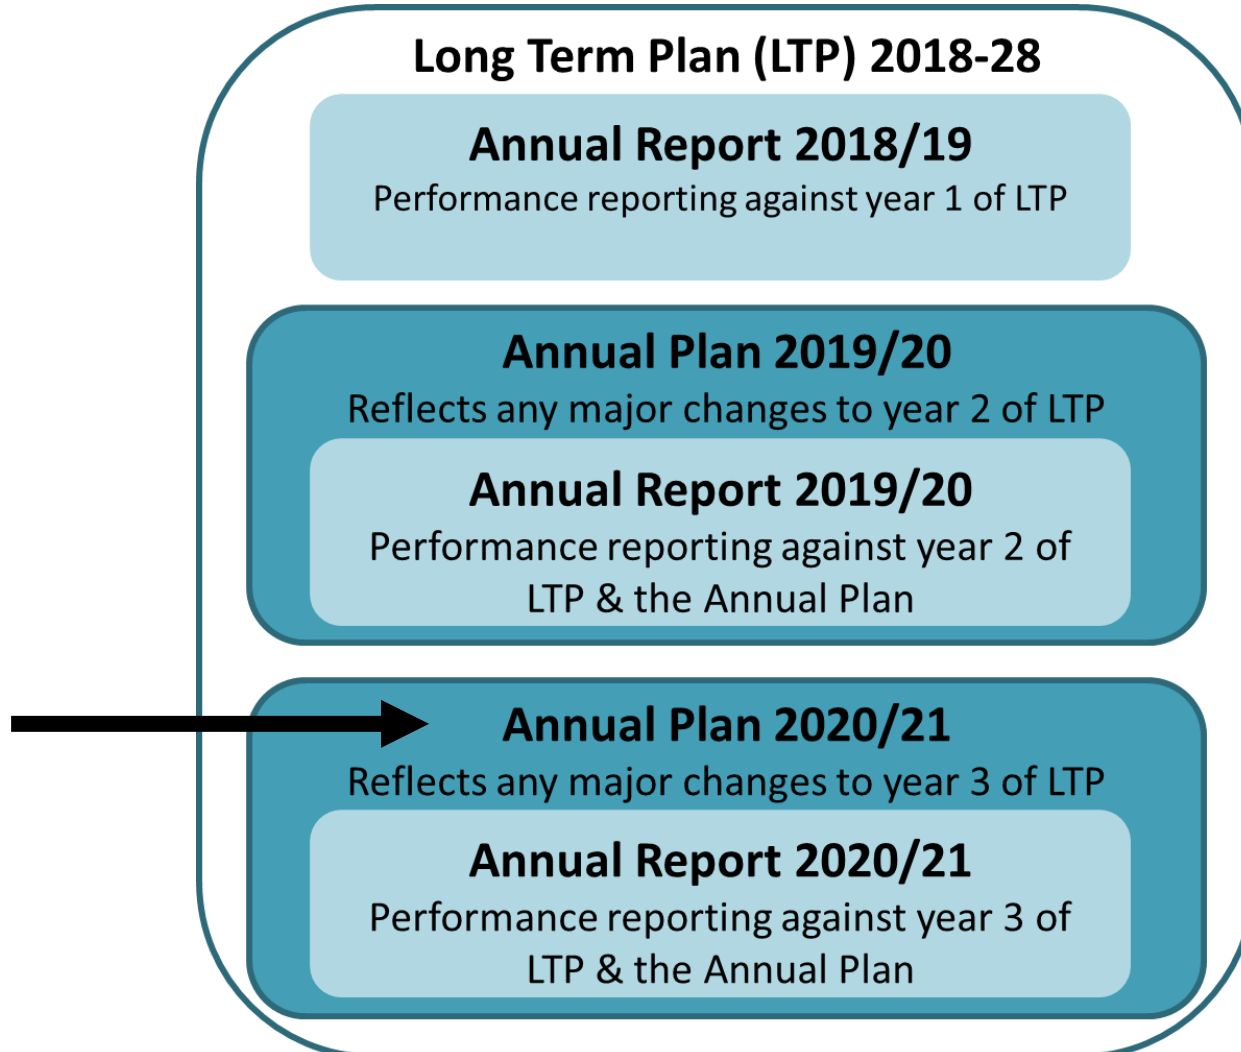 Long Term Plan (LTP) 2018-28
Annual Report 2018/19
Performance reporting against year 1 of LTP
Annual Plan 2019/20
Reflects any major changes to year 2 of LTP
Annual Report 2019/20
Performance reporting against year 2 of
LTP & the Annual Plan
Annual Plan 2020/21
Reflects any major changes to year 3 of LTP
Annual Report 2020/21
Performance reporting against year 3 of
LTP & the Annual Plan